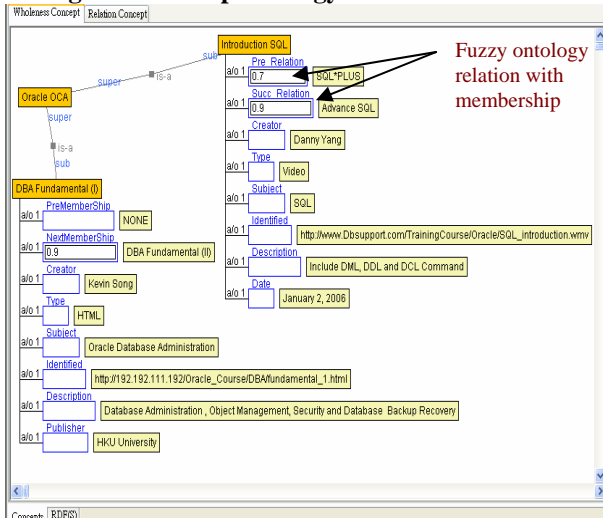 Wholeness Concept Relation Concept
Introduction SQL
sub
is-a
super
Pre_Relation
a/o 1 0.7 SQL*PLUS
Succ_Relation
a/o 1 0.9 Advance SQL
Creator
a/o 1 Danny Yang
Type
a/o 1 Video
Subject
a/o 1 SQL
Identified
a/o 1 http://www.Dbsupport.com/TrainingCourse/Oracle/SQL_introduction.wmv
Description
a/o 1 Include DML, DDL and DCL Command
Date
a/o 1 January 2, 2006
Fuzzy ontology
relation with
membership
Oracle OCA
super
is-a
sub
DBA Fundamental (I)
PreMemberShip
a/o 1 NONE
NextMemberShip
a/o 1 0.9 DBA Fundamental (II)
Creator
a/o 1 Kevin Song
Type
a/o 1 HTML
Subject
a/o 1 Oracle Database Administration
Identified
a/o 1 http://192.192.111.192/Oracle_Course/DBA/fundamental_1.html
Description
a/o 1 Database Administration , Object Management, Security and Database Backup Recovery
Publisher
a/o 1 HKU University
Concepts RDF(S)